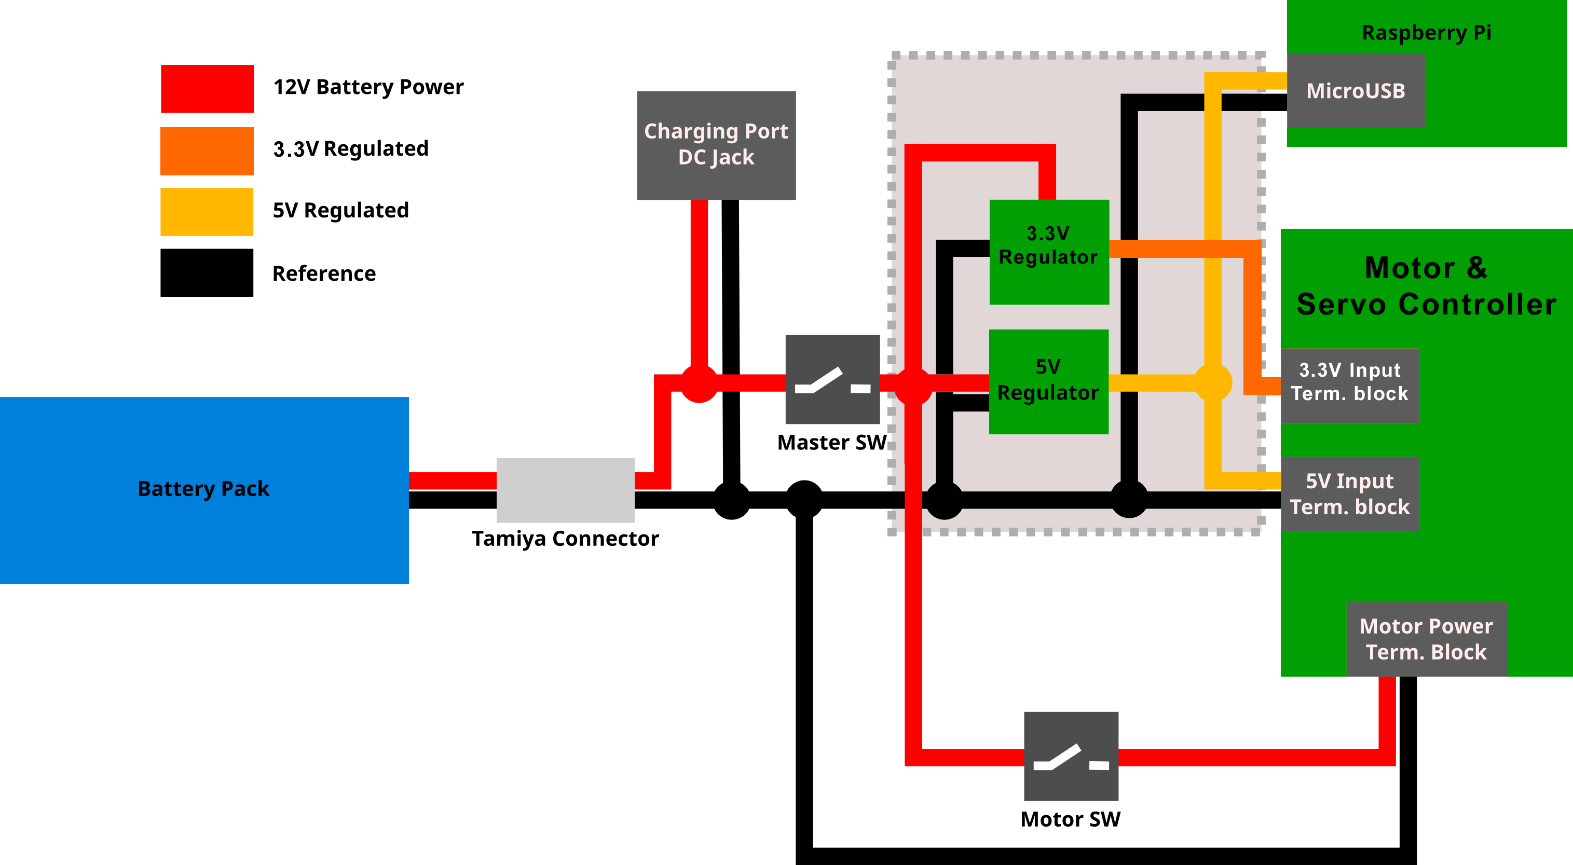 12V Battery Power
3.3V Regulated
5V Regulated
Reference
Charging Port
DC Jack
Raspberry Pi
MicroUSB
3.3V
Regulator
5V
Regulator
Motor &
Servo Controller
3.3V Input
Term. block
5V Input
Term. block
Master SW
Battery Pack
Tamiya Connector
Motor Power
Term. Block
Motor SW